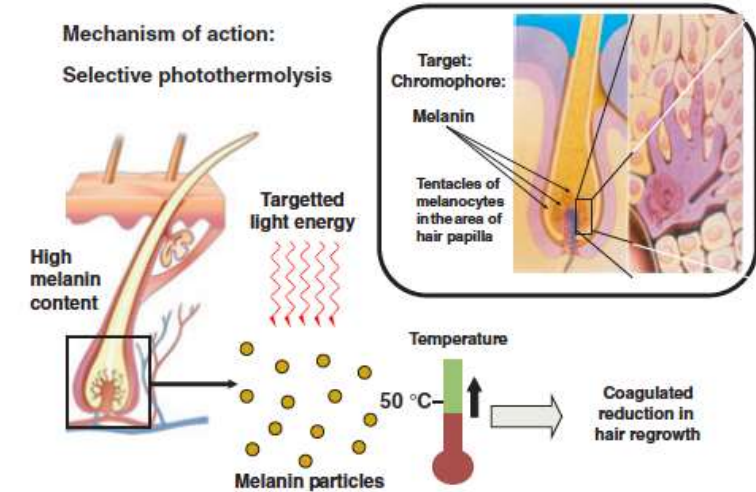 Mechanism of action:
Selective photothermolysis
Target:
Chromophore:
Melanin
Tentacles of
melanocytes
in the area of
hair papilla
High
melanin
content
Targetted
light energy
Melanin particles
Temperature
50 °C
Coagulated
reduction in
hair regrowth